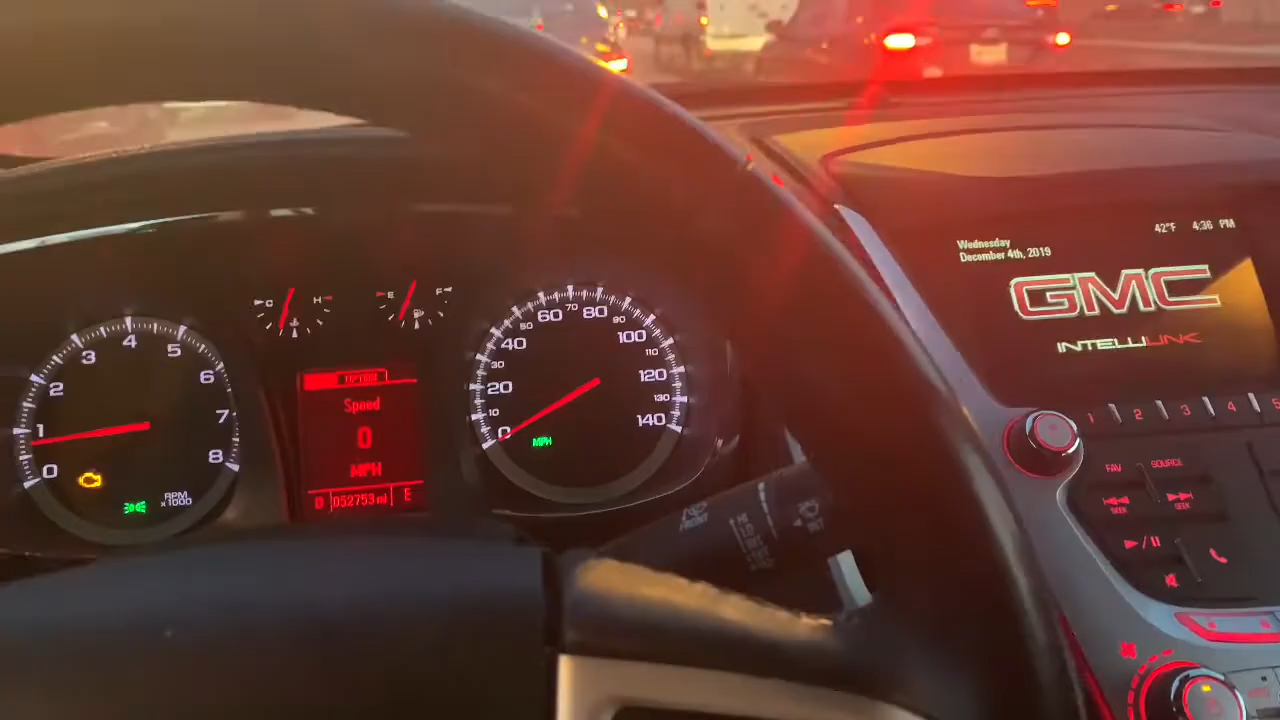 0
1
2
3
4
5
6
7
8
RPM
x1000
C
H
E
F
Speed
0
MPH
052753 mi
E
0
10
20
30
40
50
60
70
80
90
100
110
120
130
140
MPH
FRONT
Wednesday
December 4th, 2019
42°F 4:36 PM
GMC
INTELLILINK
1
2
3
4
5
FAV
SOURCE
SEEK
SEEK